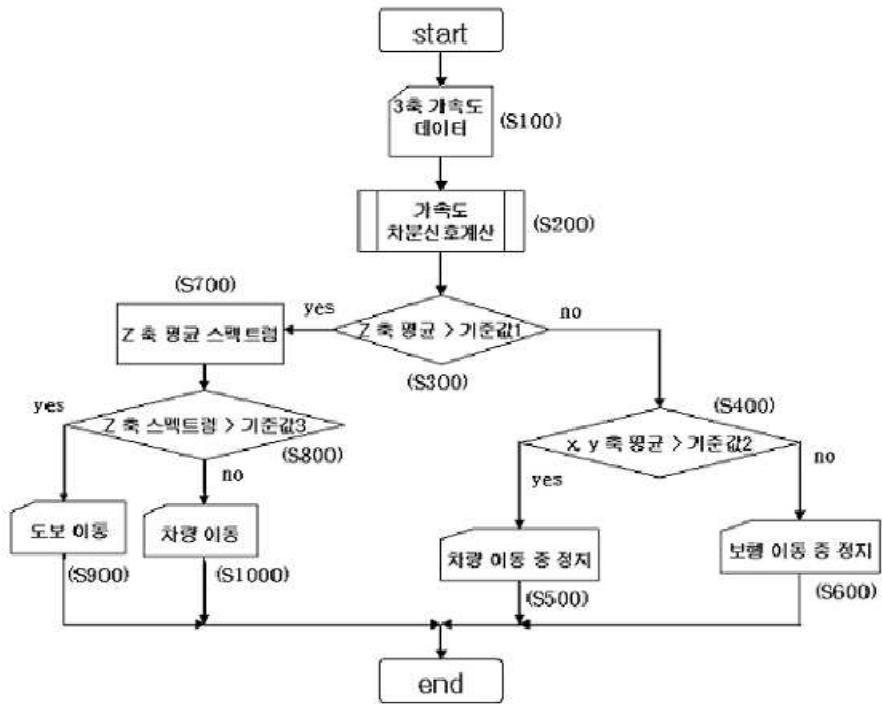 start
3축 가속도
데이터
(S100)
가속도
차분신호계산
(S200)
(S700)
yes
no
Z 축 평균 스펙트럼
Z 축 평균 > 기준값1
(S300)
yes
(S400)
Z 축 스펙트럼 > 기준값3
x, y 축 평균 > 기준값2
(S800)
no
no
yes
도보 이동
차량 이동
차량 이동 중 정지
보행 이동 중 정지
(S900)
(S1000)
(S500)
(S600)
end